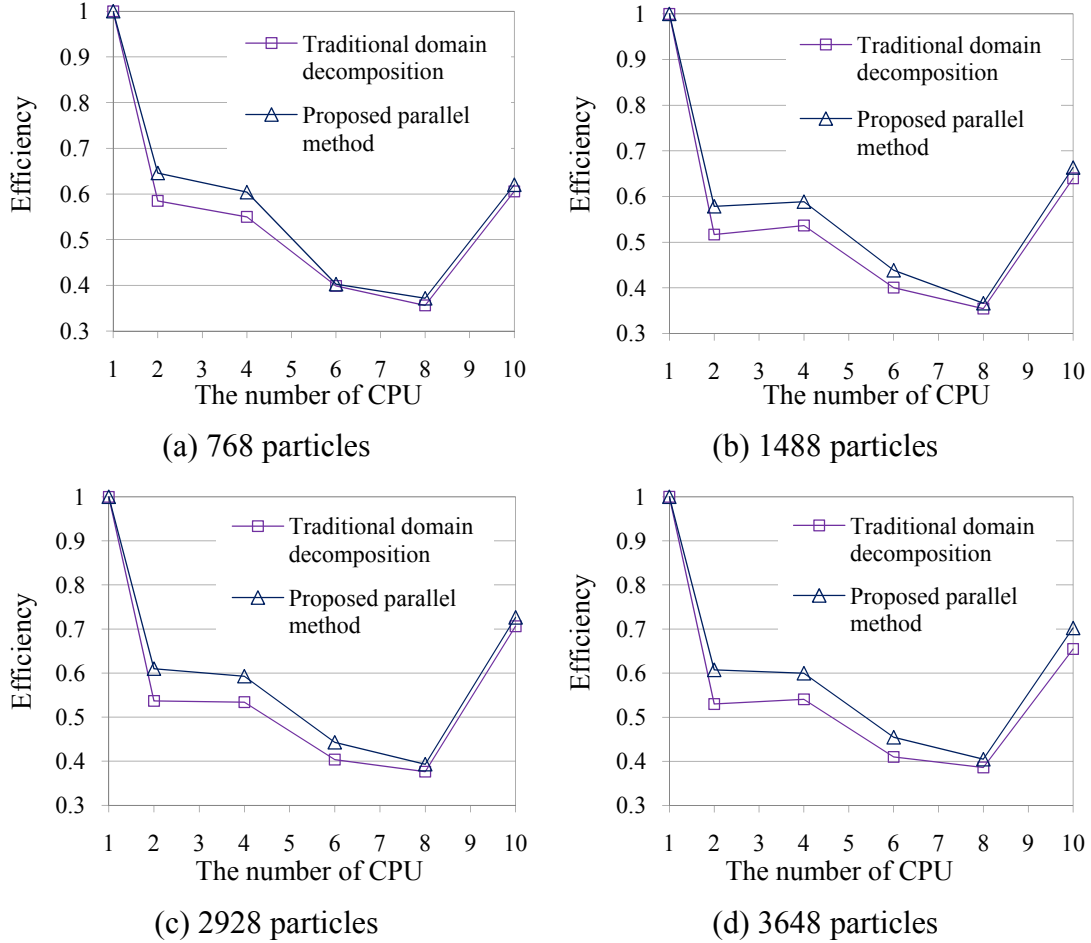 1
0.9
0.8
0.7
0.6
0.5
0.4
0.3
Efficiency
Traditional domain
decomposition
Proposed parallel
method
1 2 3 4 5 6 7 8 9 10
The number of CPU
(a) 768 particles
1
0.9
0.8
0.7
0.6
0.5
0.4
0.3
Efficiency
Traditional domain
decomposition
Proposed parallel
method
1 2 3 4 5 6 7 8 9 10
The number of CPU
(b) 1488 particles
1
0.9
0.8
0.7
0.6
0.5
0.4
0.3
Efficiency
Traditional domain
decomposition
Proposed parallel
method
1 2 3 4 5 6 7 8 9 10
The number of CPU
(c) 2928 particles
1
0.9
0.8
0.7
0.6
0.5
0.4
0.3
Efficiency
Traditional domain
decomposition
Proposed parallel
method
1 2 3 4 5 6 7 8 9 10
The number of CPU
(d) 3648 particles